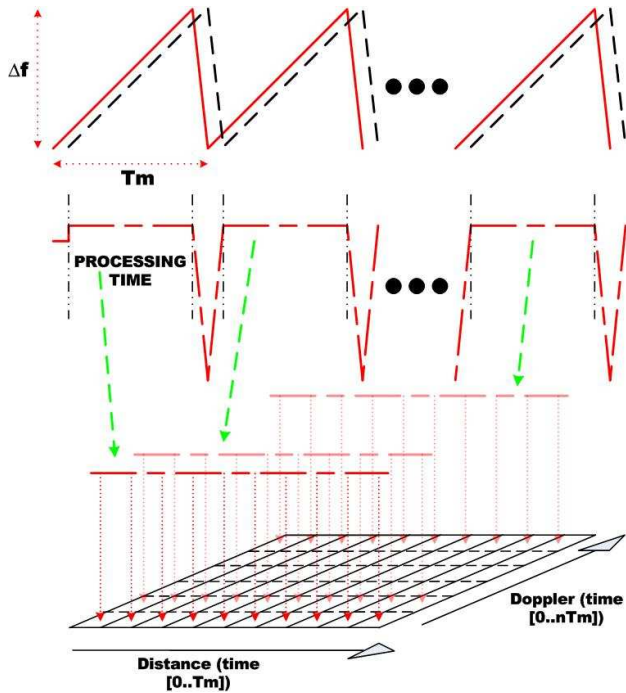 Δf
Tm
PROCESSING
TIME
Doppler (time
[0..nTm])
Distance (time
[0..Tm])